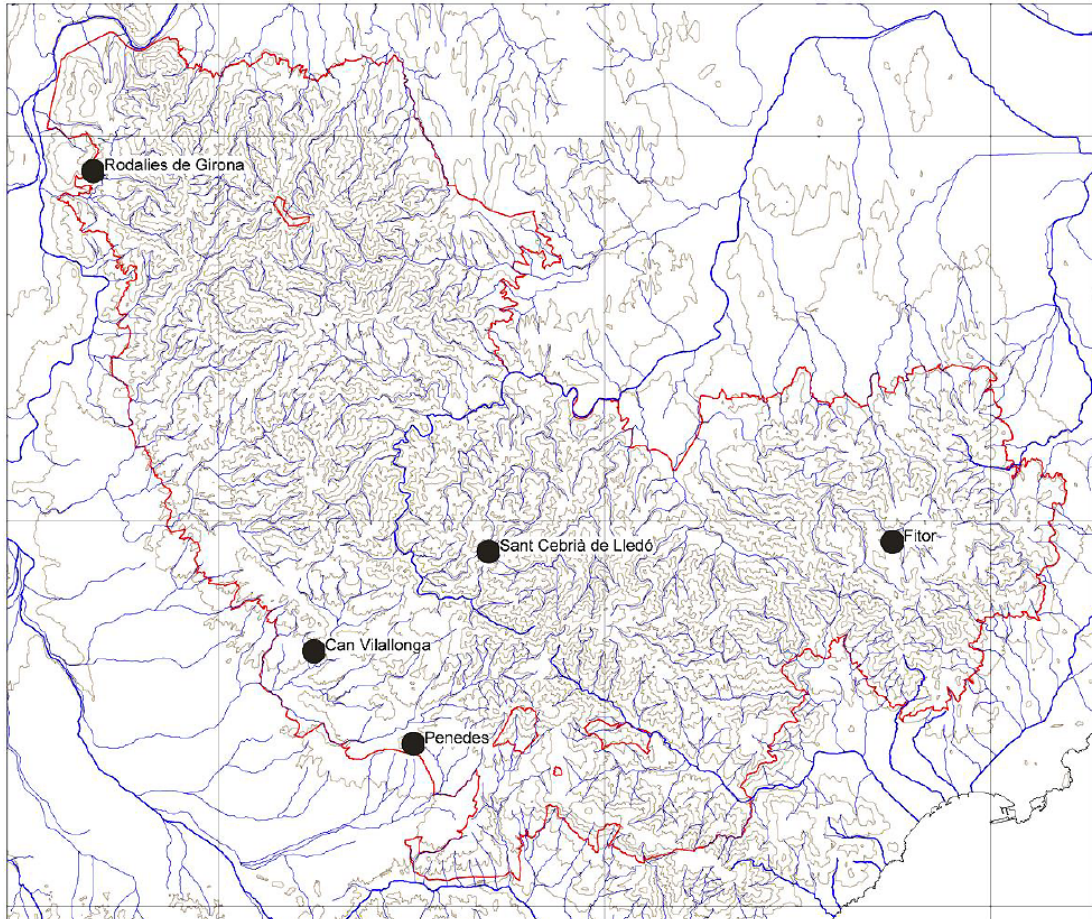 Rodalies de Girona
Sant Cebrià de Lledó
Fitor
Can Vilallonga
Penedes